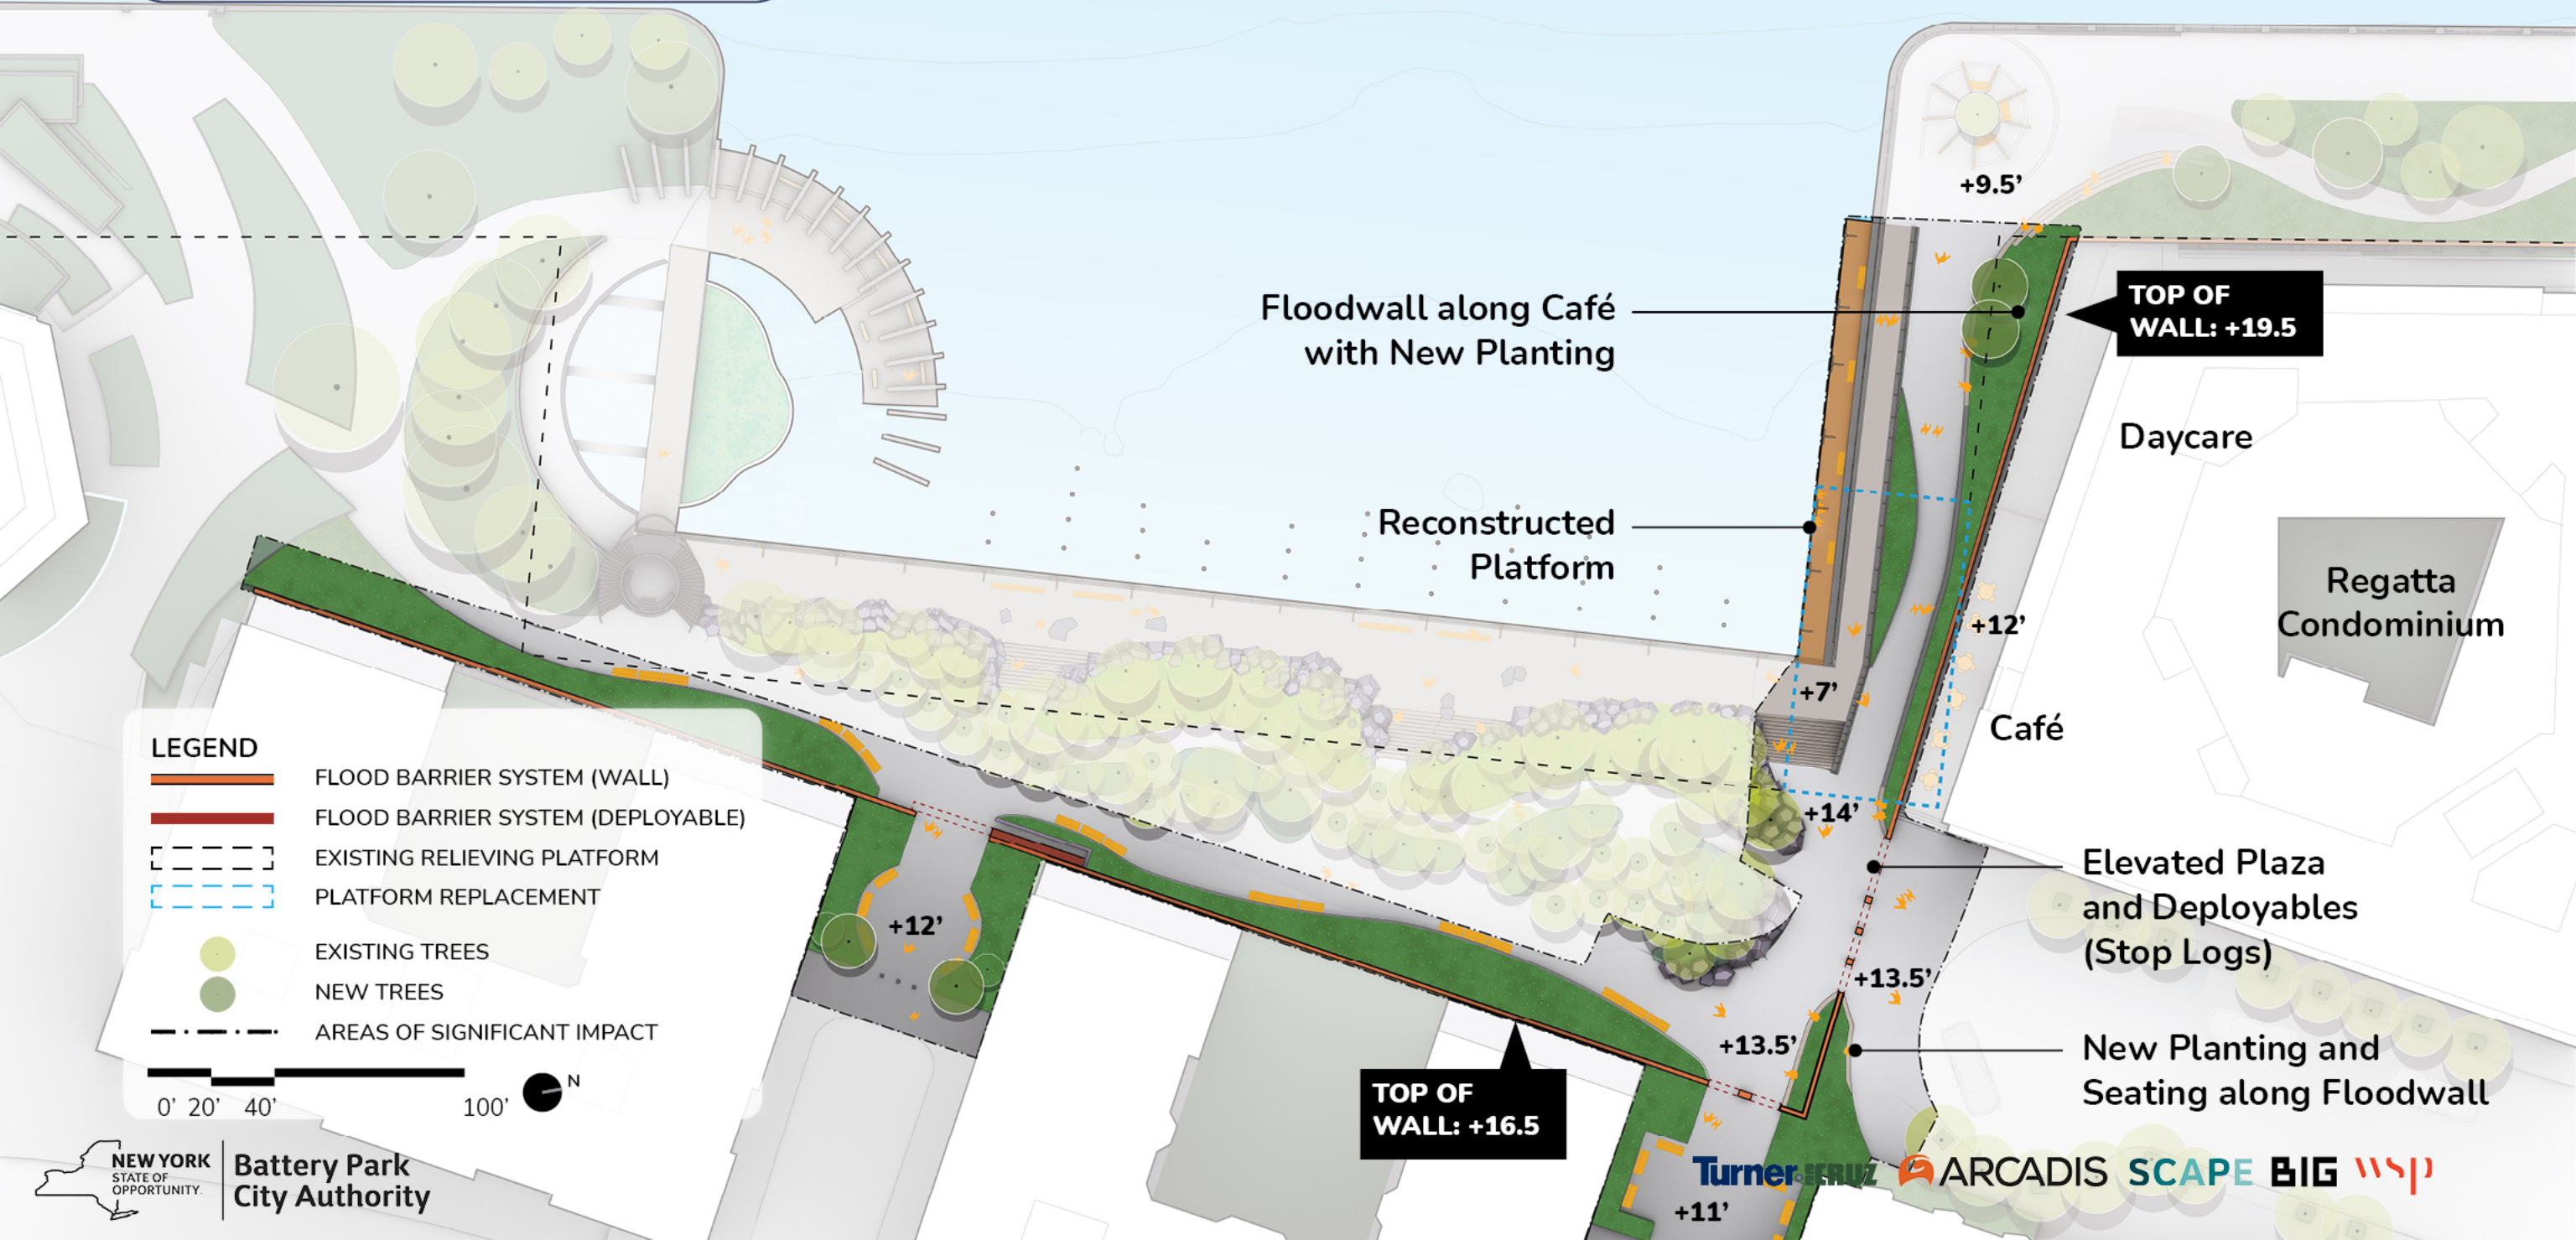 +9.5’
Floodwall along Café
with New Planting
TOP OF
WALL: +19.5
Daycare
Reconstructed
Platform
Regatta
Condominium
+12’
+7’
Café
+14’
Elevated Plaza
and Deployables
(Stop Logs)
+13.5’
+13.5’
New Planting and
Seating along Floodwall
+12’
TOP OF
WALL: +16.5
+11’
LEGEND
FLOOD BARRIER SYSTEM (WALL)
FLOOD BARRIER SYSTEM (DEPLOYABLE)
EXISTING RELIEVING PLATFORM
PLATFORM REPLACEMENT
EXISTING TREES
NEW TREES
AREAS OF SIGNIFICANT IMPACT
0’ 20’ 40’ 100’
N
NEW YORK
STATE OF
OPPORTUNITY.
Battery Park
City Authority
Turner
ARCADIS
SCAPE
BIG
wsp